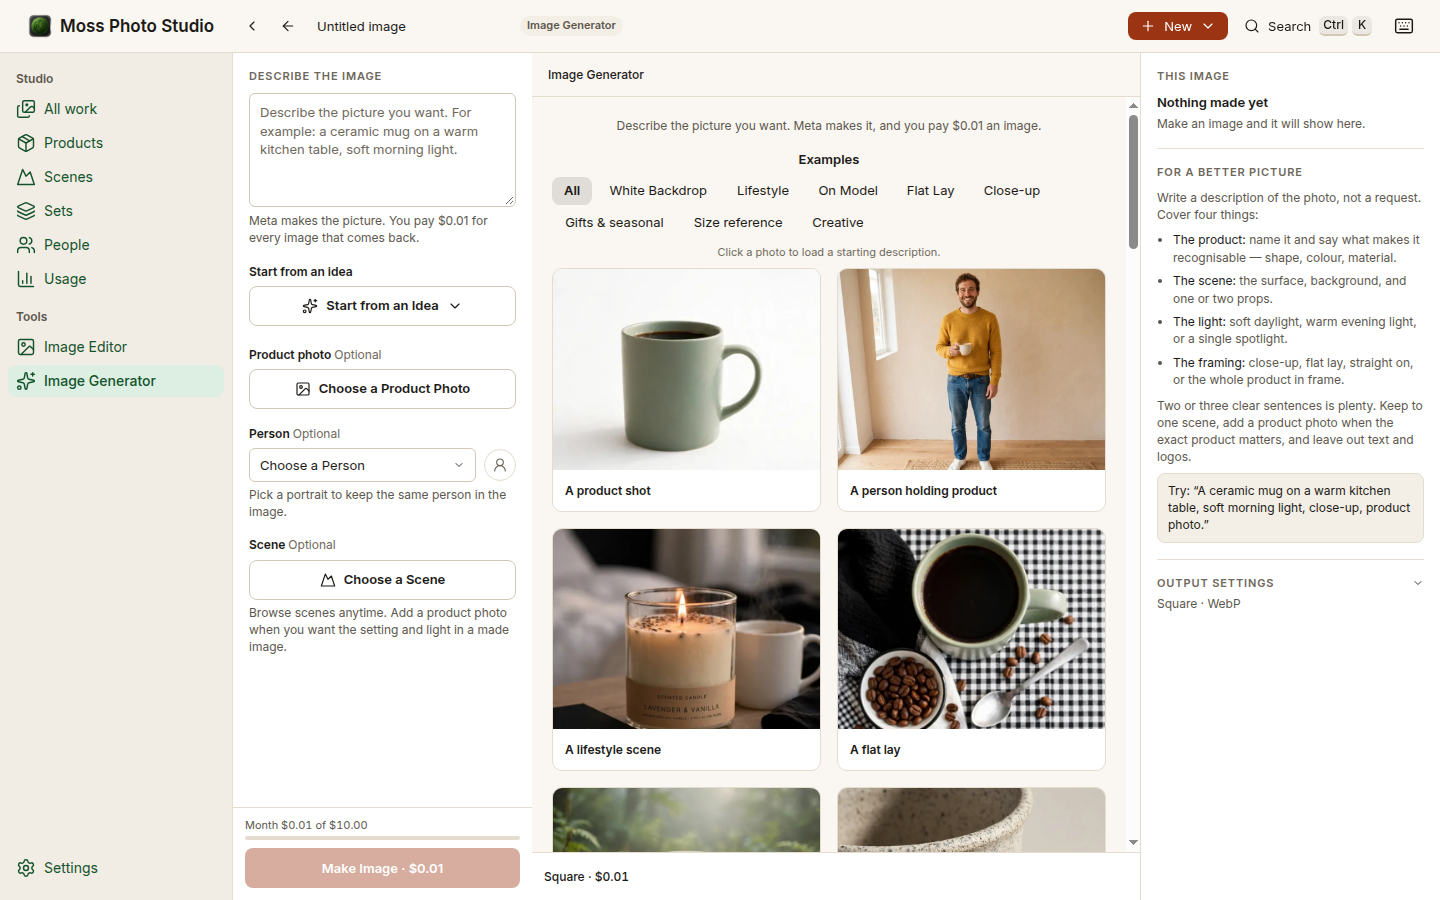 Moss Photo Studio
Untitled image
Image Generator
New
Search
Ctrl
K
Studio
All work
Products
Scenes
Sets
People
Usage
Tools
Image Editor
Image Generator
Settings
DESCRIBE THE IMAGE
Describe the picture you want. For
example: a ceramic mug on a warm
kitchen table, soft morning light.
Meta makes the picture. You pay $0.01 for
every image that comes back.
Start from an idea
Start from an Idea
Product photo Optional
Choose a Product Photo
Person Optional
Choose a Person
Pick a portrait to keep the same person in the
image.
Scene Optional
Choose a Scene
Browse scenes anytime. Add a product photo
when you want the setting and light in a made
image.
Month $0.01 of $10.00
Make Image · $0.01
Image Generator
Describe the picture you want. Meta makes it, and you pay $0.01 an image.
Examples
All
White Backdrop
Lifestyle
On Model
Flat Lay
Close-up
Gifts & seasonal
Size reference
Creative
Click a photo to load a starting description.
A product shot
A person holding product
SCENTED CANDLE
LAVENDER & VANILLA
A lifestyle scene
A flat lay
Square · $0.01
THIS IMAGE
Nothing made yet
Make an image and it will show here.
FOR A BETTER PICTURE
Write a description of the photo, not a request.
Cover four things:
• The product: name it and say what makes it
recognisable — shape, colour, material.
• The scene: the surface, background, and
one or two props.
• The light: soft daylight, warm evening light,
or a single spotlight.
• The framing: close-up, flat lay, straight on,
or the whole product in frame.
Two or three clear sentences is plenty. Keep to
one scene, add a product photo when the
exact product matters, and leave out text and
logos.
Try: “A ceramic mug on a warm kitchen
table, soft morning light, close-up, product
photo.”
OUTPUT SETTINGS
Square · WebP